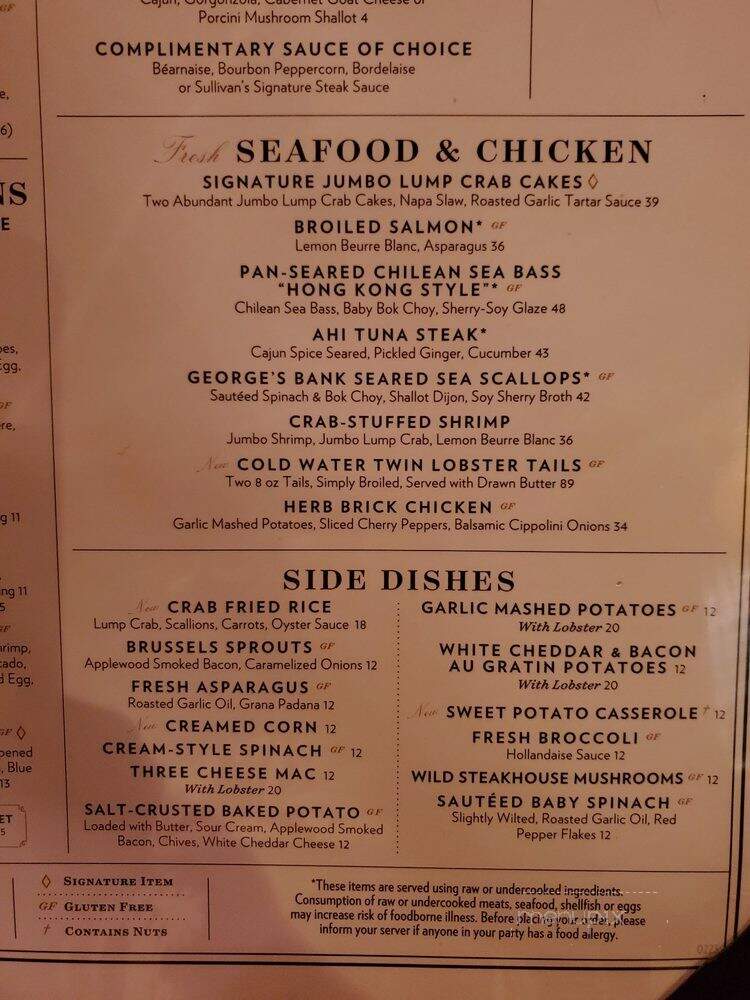 Cajun, Gorgonzola, Cabernet Goat Cheese or
Porcini Mushroom Shallot 4
COMPLIMENTARY SAUCE OF CHOICE
Béarnaise, Bourbon Peppercorn, Bordelaise
or Sullivan's Signature Steak Sauce
Fresh SEAFOOD & CHICKEN
SIGNATURE JUMBO LUMP CRAB CAKES ◊
Two Abundant Jumbo Lump Crab Cakes, Napa Slaw, Roasted Garlic Tartar Sauce 39
BROILED SALMON* GF
Lemon Beurre Blanc, Asparagus 36
PAN-SEARED CHILEAN SEA BASS
"HONG KONG STYLE"* GF
Chilean Sea Bass, Baby Bok Choy, Sherry-Soy Glaze 48
AHI TUNA STEAK*
Cajun Spice Seared, Pickled Ginger, Cucumber 43
GEORGE'S BANK SEARED SEA SCALLOPS* GF
Sautéed Spinach & Bok Choy, Shallot Dijon, Soy Sherry Broth 42
CRAB-STUFFED SHRIMP
Jumbo Shrimp, Jumbo Lump Crab, Lemon Beurre Blanc 36
New COLD WATER TWIN LOBSTER TAILS GF
Two 8 oz Tails, Simply Broiled, Served with Drawn Butter 89
HERB BRICK CHICKEN GF
Garlic Mashed Potatoes, Sliced Cherry Peppers, Balsamic Cippolini Onions 34
SIDE DISHES
New CRAB FRIED RICE
Lump Crab, Scallions, Carrots, Oyster Sauce 18
BRUSSELS SPROUTS GF
Applewood Smoked Bacon, Caramelized Onions 12
FRESH ASPARAGUS GF
Roasted Garlic Oil, Grana Padana 12
New CREAMED CORN 12
CREAM-STYLE SPINACH GF 12
THREE CHEESE MAC 12
With Lobster 20
SALT-CRUSTED BAKED POTATO GF
Loaded with Butter, Sour Cream, Applewood Smoked
Bacon, Chives, White Cheddar Cheese 12
GARLIC MASHED POTATOES GF 12
With Lobster 20
WHITE CHEDDAR & BACON
AU GRATIN POTATOES 12
With Lobster 20
New SWEET POTATO CASSEROLE † 12
FRESH BROCCOLI GF
Hollandaise Sauce 12
WILD STEAKHOUSE MUSHROOMS GF 12
SAUTÉED BABY SPINACH GF
Slightly Wilted, Roasted Garlic Oil, Red
Pepper Flakes 12
◊ SIGNATURE ITEM
GF GLUTEN FREE
† CONTAINS NUTS
*These items are served using raw or undercooked ingredients.
Consumption of raw or undercooked meats, seafood, shellfish or eggs
may increase risk of foodborne illness. Before placing your order, please
inform your server if anyone in your party has a food allergy.